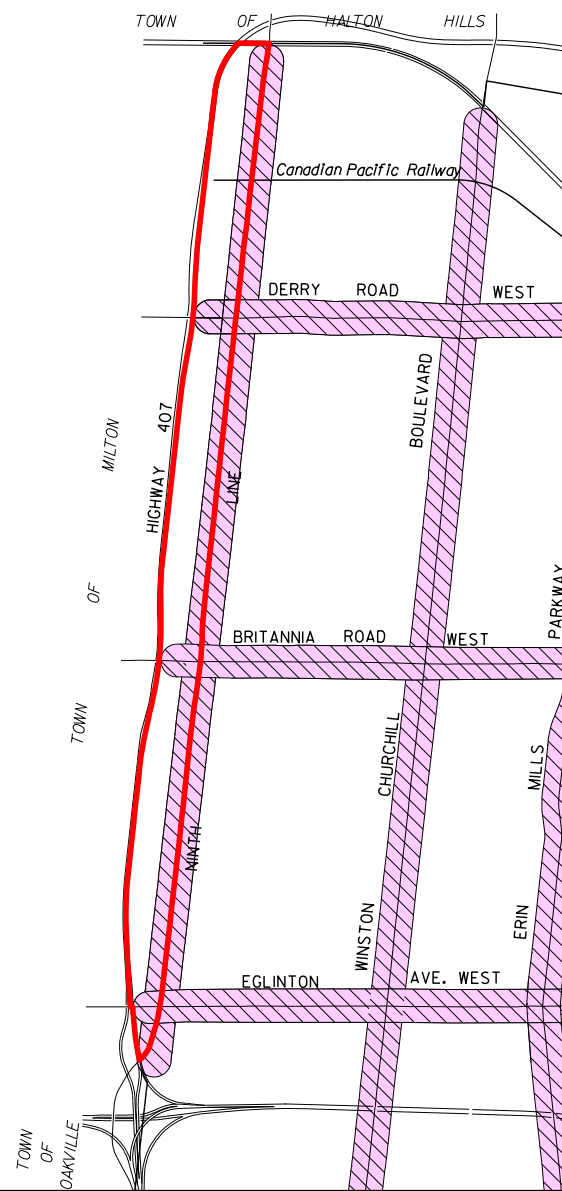 TOWN OF HALTON HILLS
Canadian Pacific Railway
DERRY ROAD WEST
BOULEVARD
HIGHWAY 407
LINE
TOWN OF MILTON
BRITANNIA ROAD WEST
PARKWAY
CHURCHILL
MILLS
NINTH
ERIN
WINSTON
EGLINTON AVE. WEST
TOWN
OF
OAKVILLE